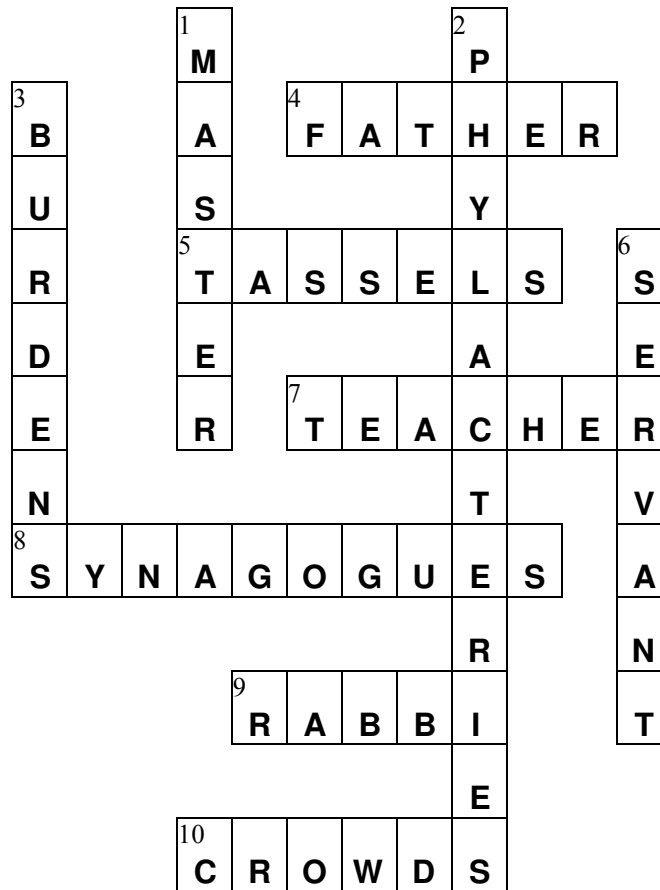 1 2
M P
3 4
B A F A T H E R
U S Y
5 6
R T A S S E L S S
D E A E
7
E R T E A C H E R
N T V
8
S Y N A G O G U E S A
R N
9
R A B B I T
E
10
C R O W D S